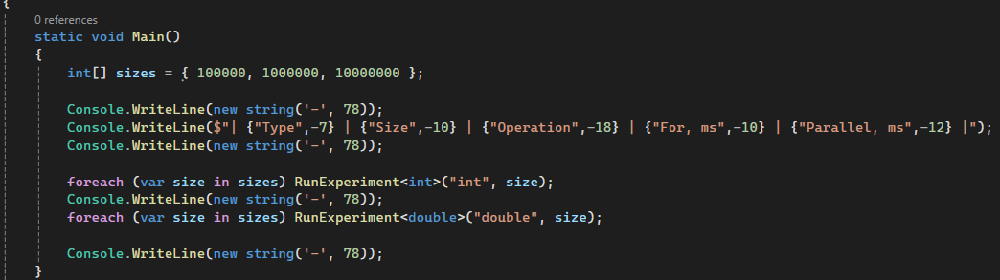 {
0 references
static void Main()
{
int[] sizes = { 100000, 1000000, 10000000 };
Console.WriteLine(new string('-', 78));
Console.WriteLine($"| {"Type",-7} | {"Size",-10} | {"Operation",-18} | {"For, ms",-10} | {"Parallel, ms",-12} |");
Console.WriteLine(new string('-', 78));
foreach (var size in sizes) RunExperiment<int>("int", size);
Console.WriteLine(new string('-', 78));
foreach (var size in sizes) RunExperiment<double>("double", size);
Console.WriteLine(new string('-', 78));
}